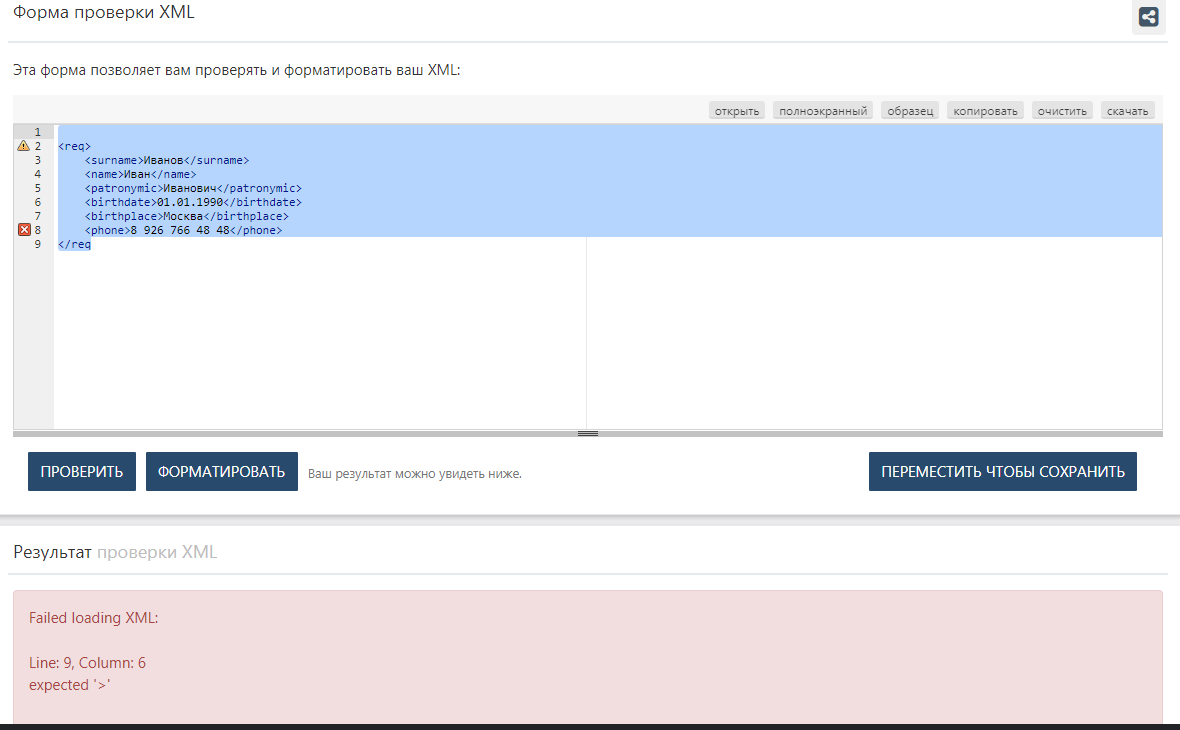 Форма проверки XML
Эта форма позволяет вам проверять и форматировать ваш XML:
открыть полноэкранный образец копировать очистить скачать
1
2 <req>
3 <surname>Иванов</surname>
4 <name>Иван</name>
5 <patronymic>Иванович</patronymic>
6 <birthdate>01.01.1990</birthdate>
7 <birthplace>Москва</birthplace>
8 <phone>8 926 766 48 48</phone>
9 </req
ПРОВЕРИТЬ ФОРМАТИРОВАТЬ Ваш результат можно увидеть ниже. ПЕРЕМЕСТИТЬ ЧТОБЫ СОХРАНИТЬ
Результат проверки XML
Failed loading XML:
Line: 9, Column: 6
expected '>'